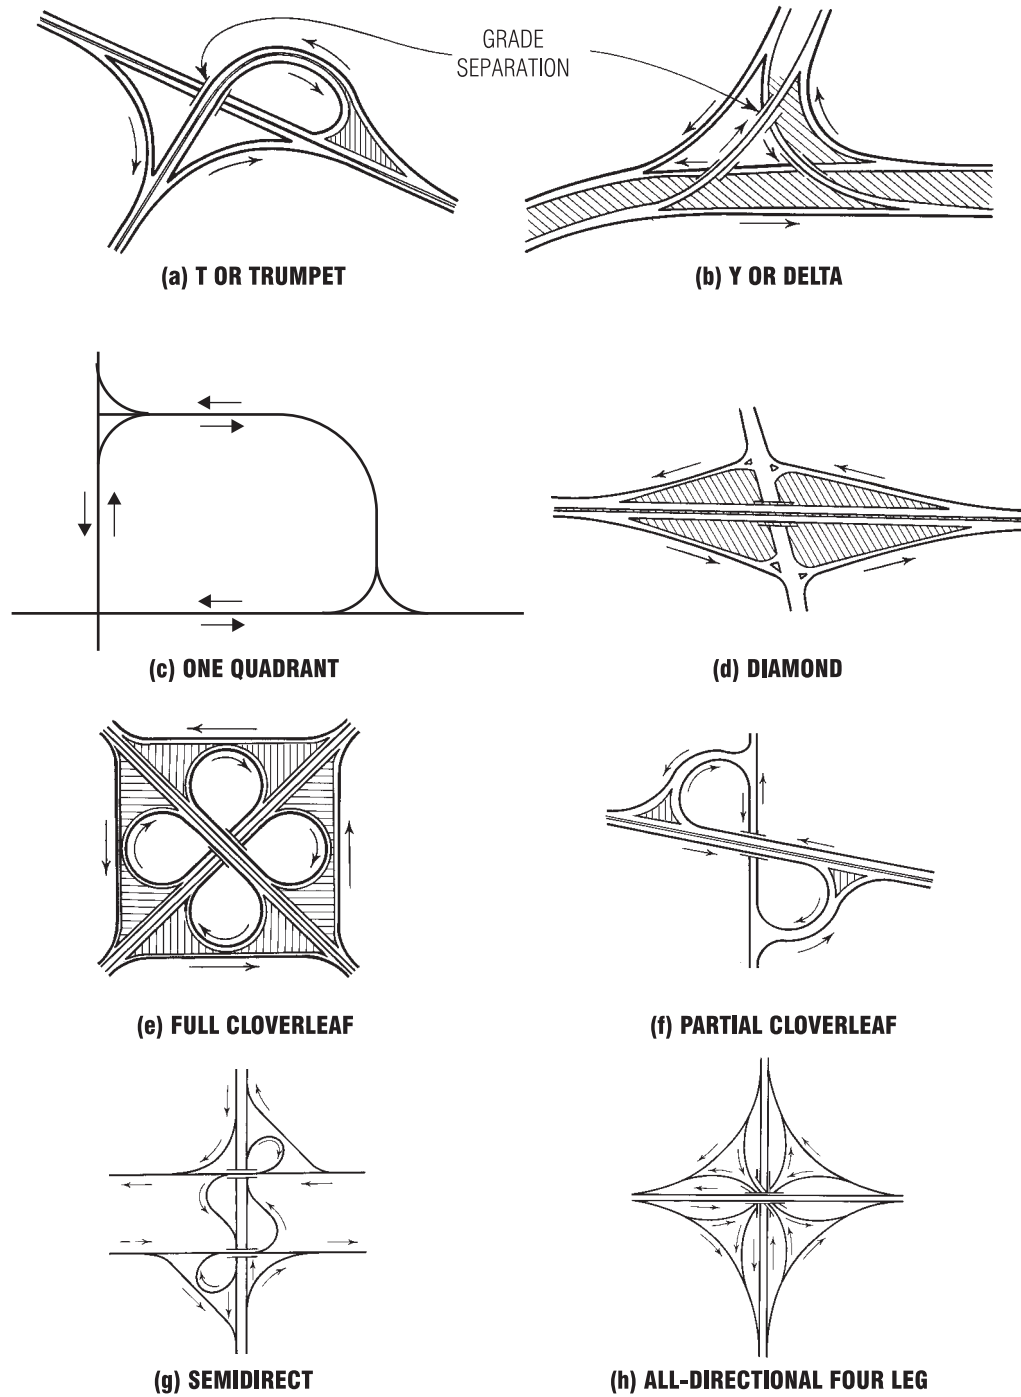 GRADE
SEPARATION
(a) T OR TRUMPET
(b) Y OR DELTA
(c) ONE QUADRANT
(d) DIAMOND
(e) FULL CLOVERLEAF
(f) PARTIAL CLOVERLEAF
(g) SEMIDIRECT
(h) ALL-DIRECTIONAL FOUR LEG